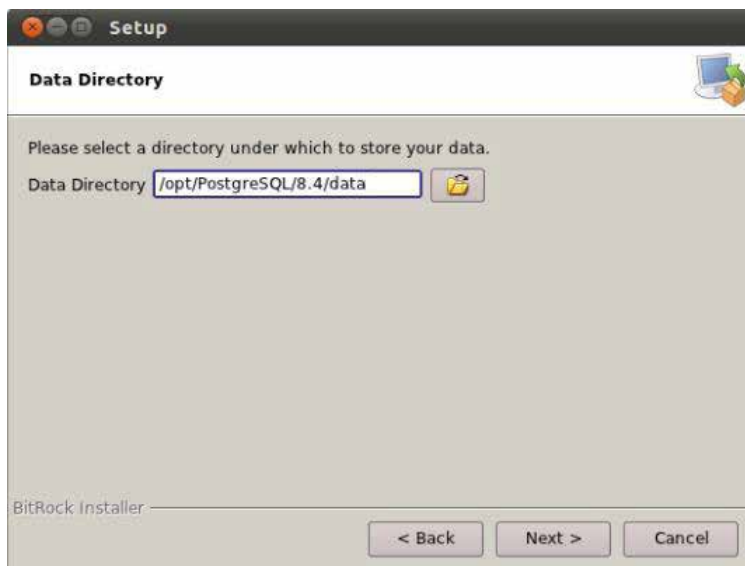 Setup
Data Directory
Please select a directory under which to store your data.
Data Directory /opt/PostgreSQL/8.4/data
BitRock Installer
< Back Next > Cancel